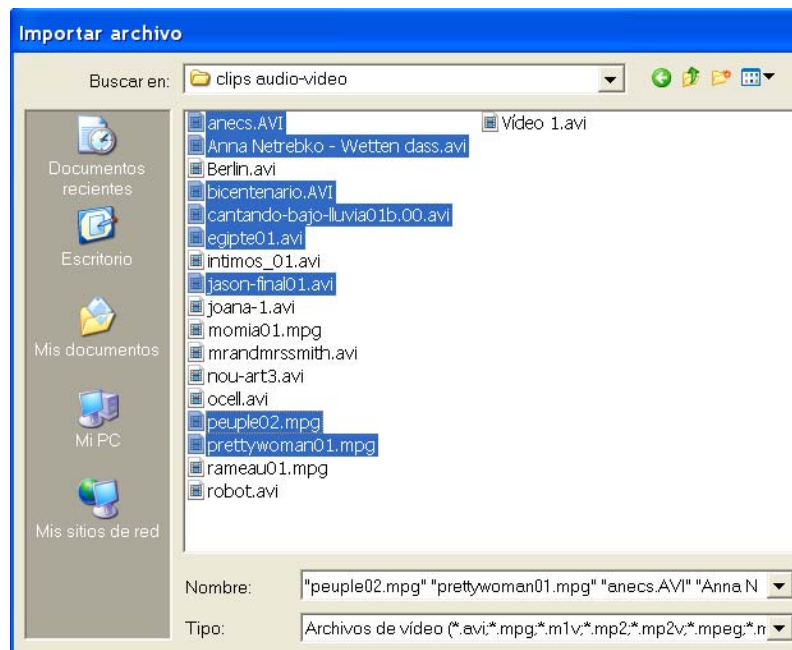 Importar archivo
Buscar en: clips audio-video
Documentos
recientes
Escritorio
Mis documentos
Mi PC
Mis sitios de red
anecs.AVI
Anna Netrebko - Wetten dass.avi
Berlin.avi
bicentenario.AVI
cantando-bajo-lluvia01b.00.avi
egipte01.avi
intimos_01.avi
jason-final01.avi
joana-1.avi
momia01.mpg
mrandmrssmith.avi
nou-art3.avi
ocell.avi
peuple02.mpg
prettywoman01.mpg
rameau01.mpg
robot.avi
Vídeo 1.avi
Nombre: "peuple02.mpg" "prettywoman01.mpg" "anecs.AVI" "Anna N
Tipo: Archivos de vídeo (*.avi;*.mpg;*.m1v;*.mp2;*.mp2v;*.mpeg;*.m